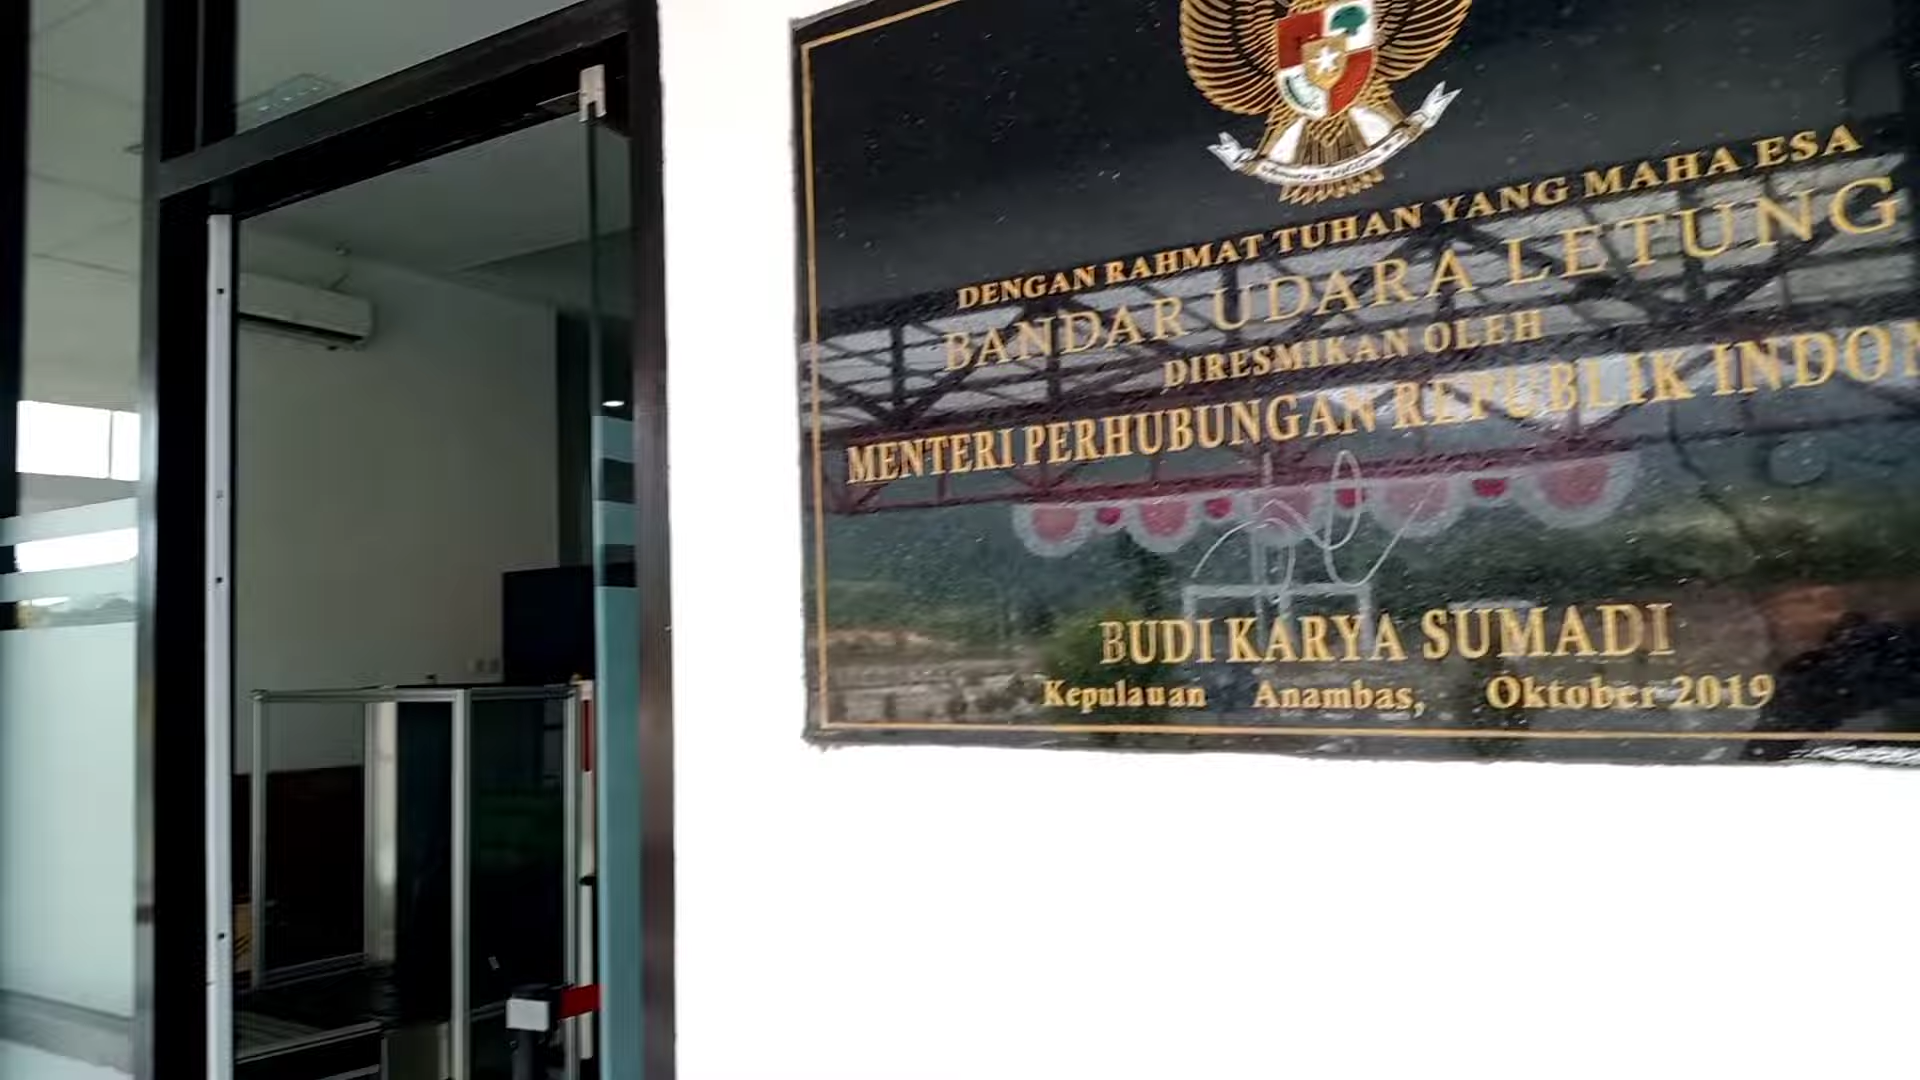 DENGAN RAHMAT TUHAN YANG MAHA ESA
BANDAR UDARA LETUNG
DIRESMIKAN OLEH
MENTERI PERHUBUNGAN REPUBLIK INDON
BUDI KARYA SUMADI
Kepulauan Anambas, Oktober 2019